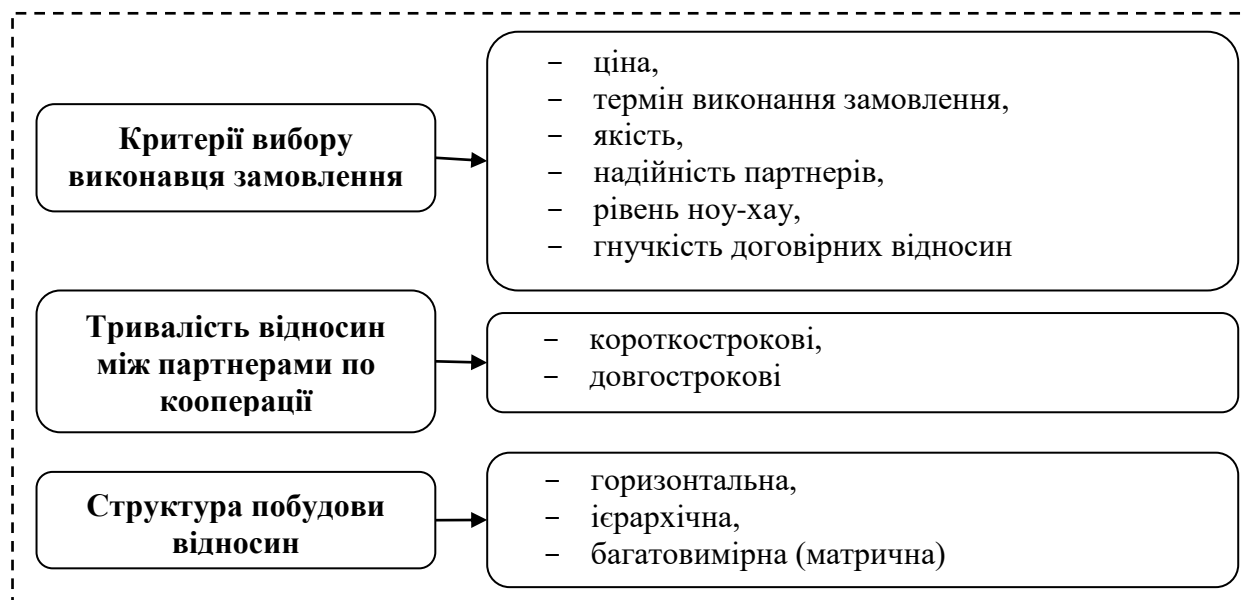 Критерії вибору
виконавця замовлення
− ціна,
− термін виконання замовлення,
− якість,
− надійність партнерів,
− рівень ноу-хау,
− гнучкість договірних відносин
Тривалість відносин
між партнерами по
кооперації
− короткострокові,
− довгострокові
Структура побудови
відносин
− горизонтальна,
− ієрархічна,
− багатовимірна (матрична)